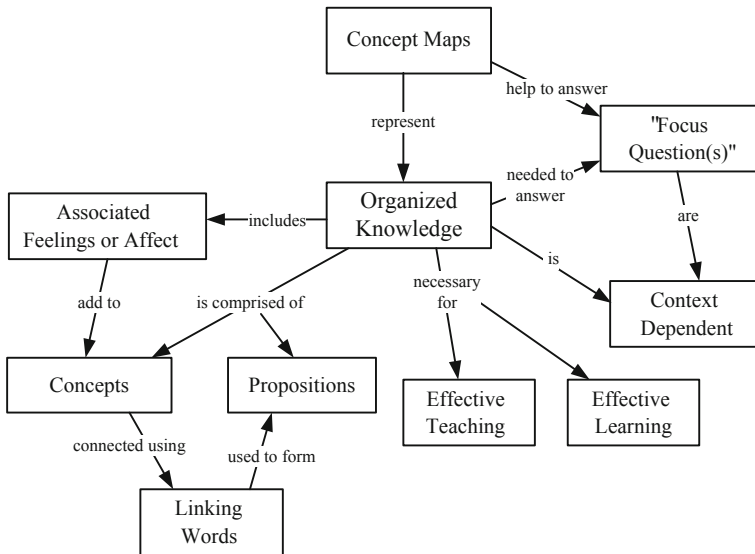 Concept Maps
help to answer
represent
"Focus
Question(s)"
needed to
answer
Organized
Knowledge
Associated
Feelings or Affect
includes
are
is
add to
is comprised of
necessary
for
Context
Dependent
Concepts
Propositions
Effective
Teaching
Effective
Learning
connected using
used to form
Linking
Words